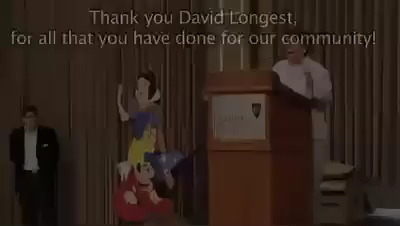 Thank you David Longest,
for all that you have done for our community!